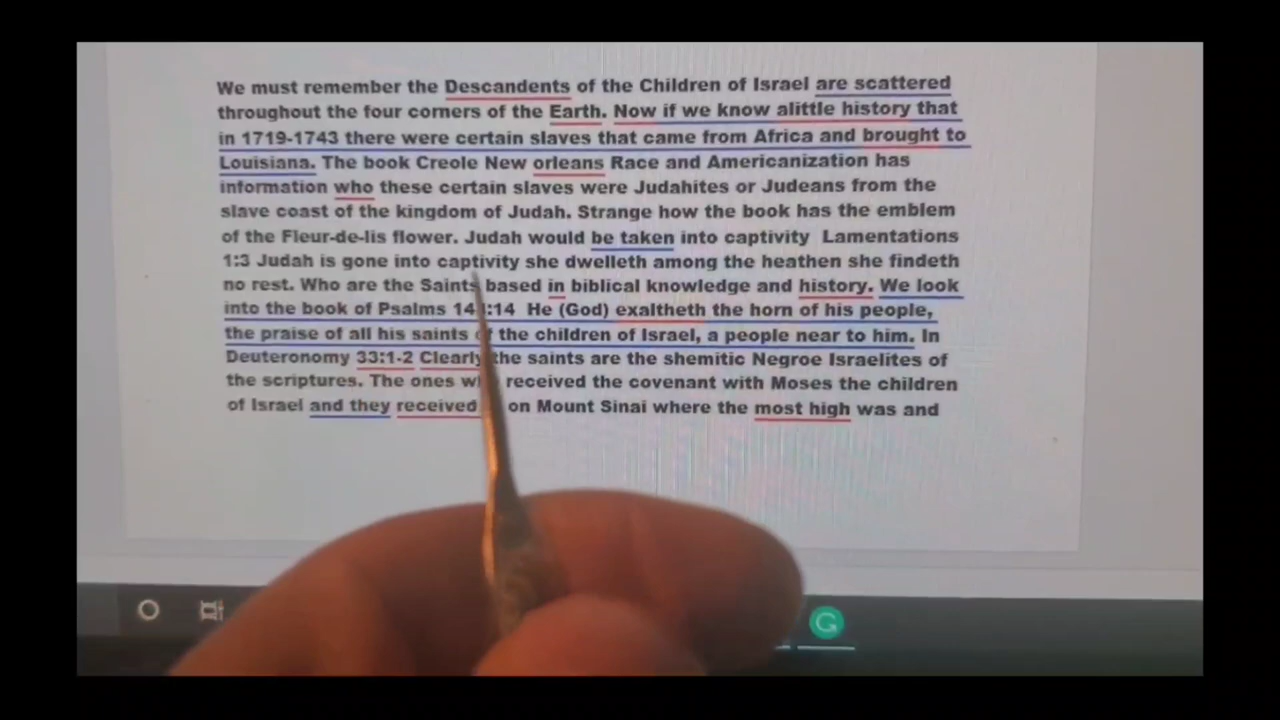 We must remember the Descandents of the Children of Israel are scattered
throughout the four corners of the Earth. Now if we know alittle history that
in 1719-1743 there were certain slaves that came from Africa and brought to
Louisiana. The book Creole New orleans Race and Americanization has
information who these certain slaves were Judahites or Judeans from the
slave coast of the kingdom of Judah. Strange how the book has the emblem
of the Fleur-de-lis flower. Judah would be taken into captivity Lamentations
1:3 Judah is gone into captivity she dwelleth among the heathen she findeth
no rest. Who are the Saints based in biblical knowledge and history. We look
into the book of Psalms :14 He (God) exaltheth the horn of his people,
the praise of all his saints the children of Israel, a people near to him. In
Deuteronomy 33:1-2 Clearly the saints are the shemitic Negroe Israelites of
the scriptures. The ones received the covenant with Moses the children
of Israel and they received on Mount Sinai where the most high was and
G